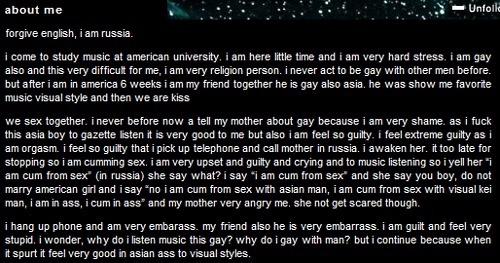 about me
Unfollo
forgive english, i am russia.
i come to study music at american university. i am here little time and i am very hard stress. i am gay
also and this very difficult for me, i am very religion person. i never act to be gay with other men before.
but after i am in america 6 weeks i am my friend together he is gay also asia. he was show me favorite
music visual style and then we are kiss
we sex together. i never before now a tell my mother about gay because i am very shame. as i fuck
this asia boy to gazette listen it is very good to me but also i am feel so guilty. i feel extreme guilty as i
am orgasm. i feel so guilty that i pick up telephone and call mother in russia. i awaken her. it too late for
stopping so i am cumming sex. i am very upset and guilty and crying and to music listening so i yell her "i
am cum from sex" (in russia) she say what? i say "i am cum from sex" and she say you boy, do not
marry american girl and i say "no i am cum from sex with asian man, i am cum from sex with visual kei
man, i am in ass, i cum in ass" and my mother very angry me. she not get scared though.
i hang up phone and am very embarass. my friend also he is very embarrass. i am guilt and feel very
stupid. i wonder, why do i listen music this gay? why do i gay with man? but i continue because when
it spurt it feel very good in asian ass to visual styles.